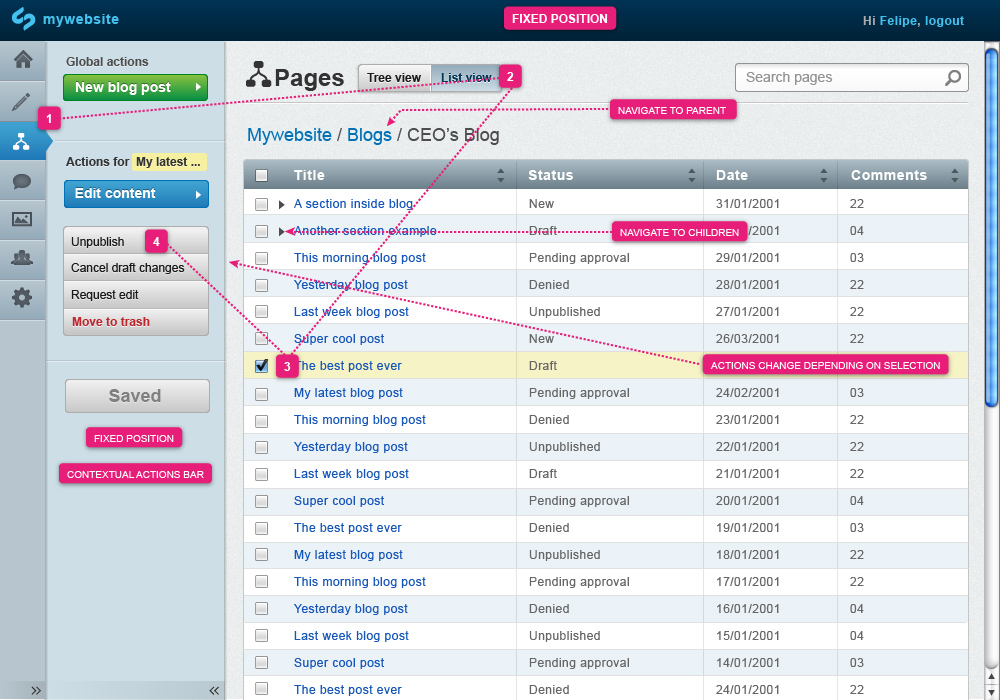 mywebsite
FIXED POSITION
Hi Felipe, logout
Global actions
New blog post
1
Actions for My latest ...
Edit content
Unpublish
4
Cancel draft changes
Request edit
Move to trash
Saved
FIXED POSITION
CONTEXTUAL ACTIONS BAR
»
«
Pages
Tree view
List view
2
Search pages
NAVIGATE TO PARENT
Mywebsite / Blogs / CEO's Blog
Title Status Date Comments
A section inside blog New 31/01/2001 22
Another section example Draft /01/2001 04
NAVIGATE TO CHILDREN
This morning blog post Pending approval 29/01/2001 03
Yesterday blog post Denied 28/01/2001 22
Last week blog post Unpublished 27/01/2001 22
Super cool post New 26/03/2001 22
3
The best post ever Draft
ACTIONS CHANGE DEPENDING ON SELECTION
My latest blog post Pending approval 24/02/2001 03
This morning blog post Denied 23/01/2001 22
Yesterday blog post Unpublished 22/01/2001 22
Last week blog post Draft 21/01/2001 22
Super cool post Pending approval 20/01/2001 04
The best post ever Denied 19/01/2001 03
My latest blog post Unpublished 18/01/2001 22
This morning blog post Pending approval 17/01/2001 22
Yesterday blog post Denied 16/01/2001 04
Last week blog post Unpublished 15/01/2001 04
Super cool post Pending approval 14/01/2001 03
The best post ever Denied 04/01/2001 22